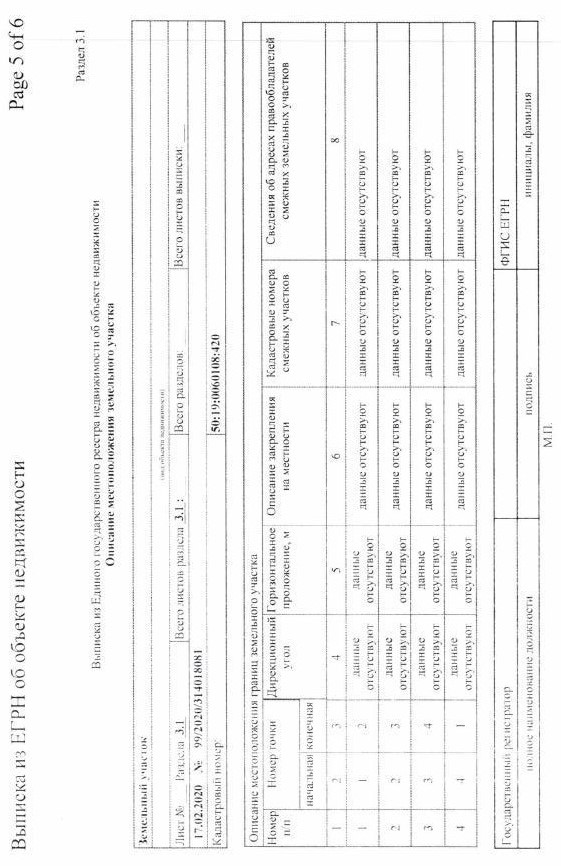 Выписка из ЕГРН об объекте недвижимости Page 5 of 6
Раздел 3.1
Выписка из Единого государственного реестра недвижимости об объекте недвижимости
Описание местоположения земельного участка
Земельный участок
(вид объекта недвижимости)
Лист № ___ Раздела 3.1 Всего листов раздела 3.1 : ___ Всего разделов: ___ Всего листов выписки: ___
17.02.2020 № 99/2020/314018081
Кадастровый номер: 50:19:0060108:420
Описание местоположения границ земельного участка
Номер п/п Номер точки Дирекционный угол Горизонтальное проложение, м Описание закрепления на местности Кадастровые номера смежных участков Сведения об адресах правообладателей смежных земельных участков
начальная конечная
1 2 3 4 5 6 7 8
1 1 2 данные отсутствуют данные отсутствуют данные отсутствуют данные отсутствуют данные отсутствуют
2 2 3 данные отсутствуют данные отсутствуют данные отсутствуют данные отсутствуют данные отсутствуют
3 3 4 данные отсутствуют данные отсутствуют данные отсутствуют данные отсутствуют данные отсутствуют
4 4 1 данные отсутствуют данные отсутствуют данные отсутствуют данные отсутствуют данные отсутствуют
Государственный регистратор ФГИС ЕГРН
полное наименование должности подпись инициалы, фамилия
М.П.